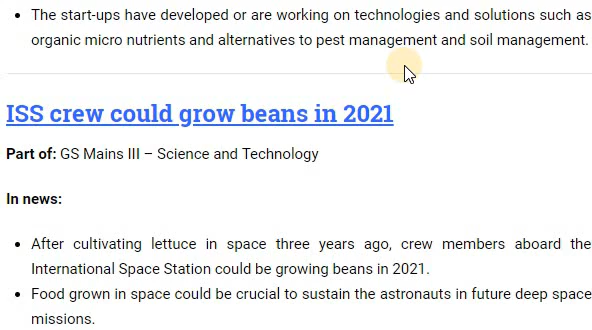 • The start-ups have developed or are working on technologies and solutions such as
organic micro nutrients and alternatives to pest management and soil management.
ISS crew could grow beans in 2021
Part of: GS Mains III – Science and Technology
In news:
• After cultivating lettuce in space three years ago, crew members aboard the
International Space Station could be growing beans in 2021.
• Food grown in space could be crucial to sustain the astronauts in future deep space
missions.